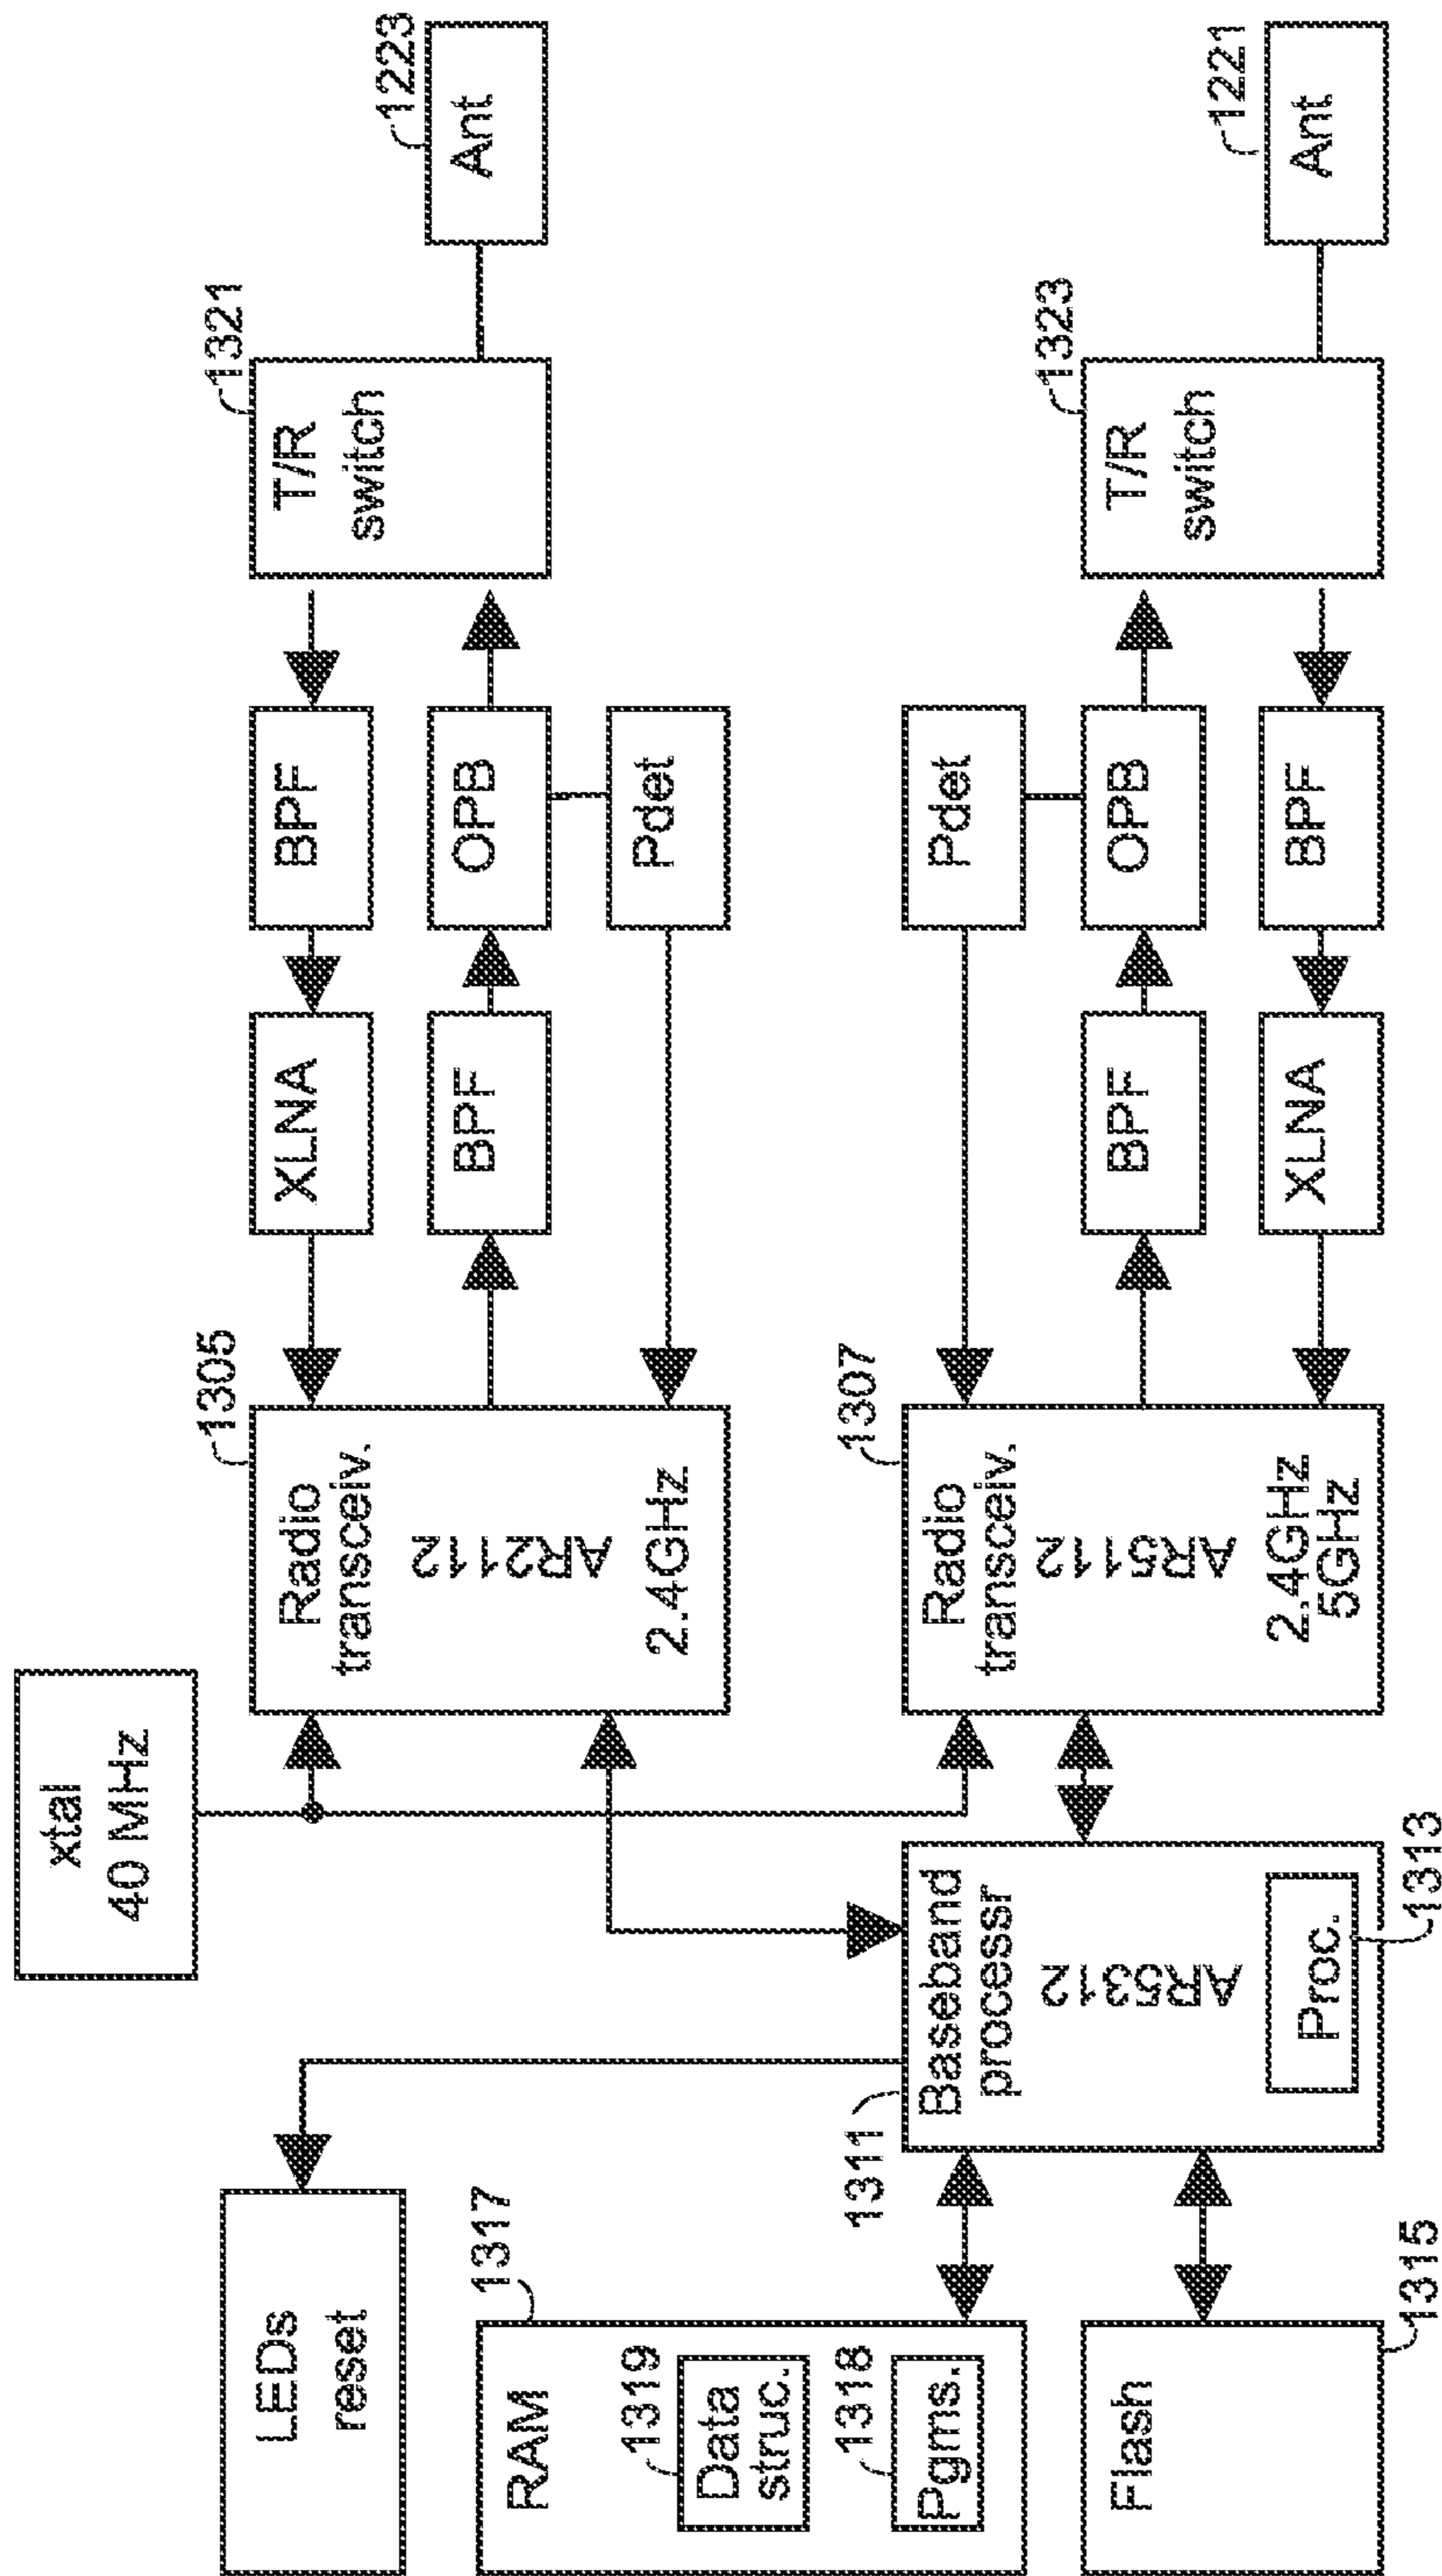 xtal
40 MHz
LEDs
reset
RAM
1317
1319
Data
struc.
1318
Pgms.
Flash
1315
1311
Baseband
processr
AR5312
Proc.
1313
1305
Radio
transceiv.
AR2112
2.4GHz
XLNA
BPF
BPF
OPB
Pdet
1321
T/R
switch
1223
Ant
1307
Radio
transceiv.
AR5112
2.4GHz
5GHz
Pdet
BPF
OPB
XLNA
BPF
1323
T/R
switch
1221
Ant